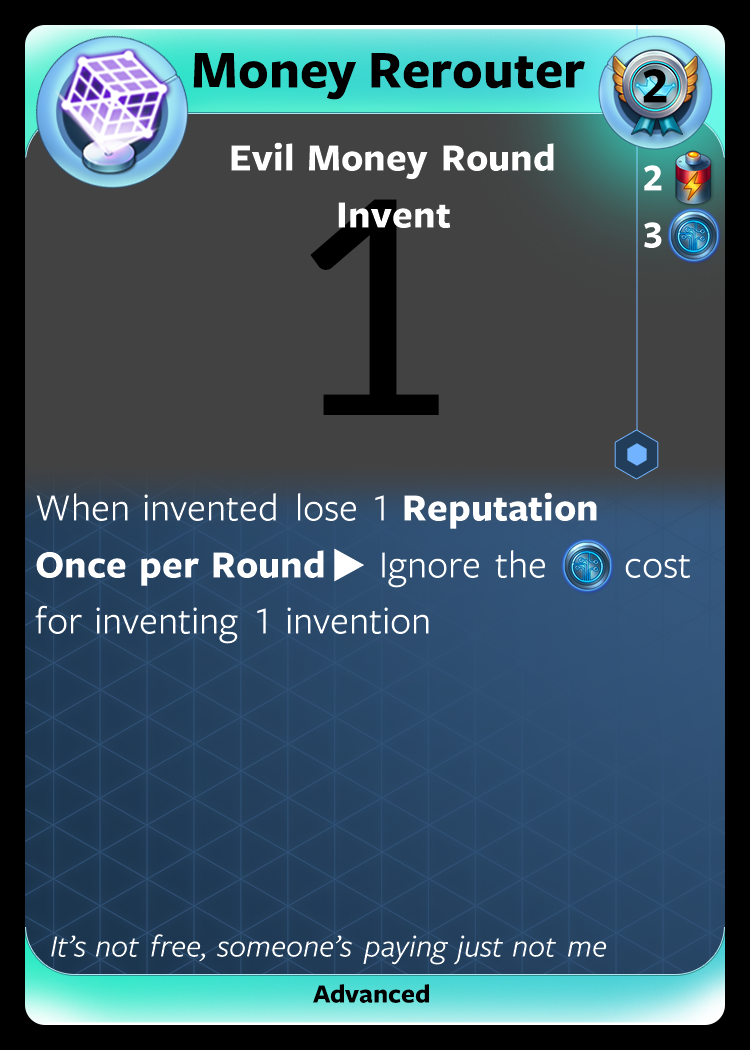 Money Rerouter
2
Evil Money Round
Invent
2
3
1
When invented lose 1 Reputation
Once per Round▶ Ignore the cost
for inventing 1 invention
It's not free, someone's paying just not me
Advanced